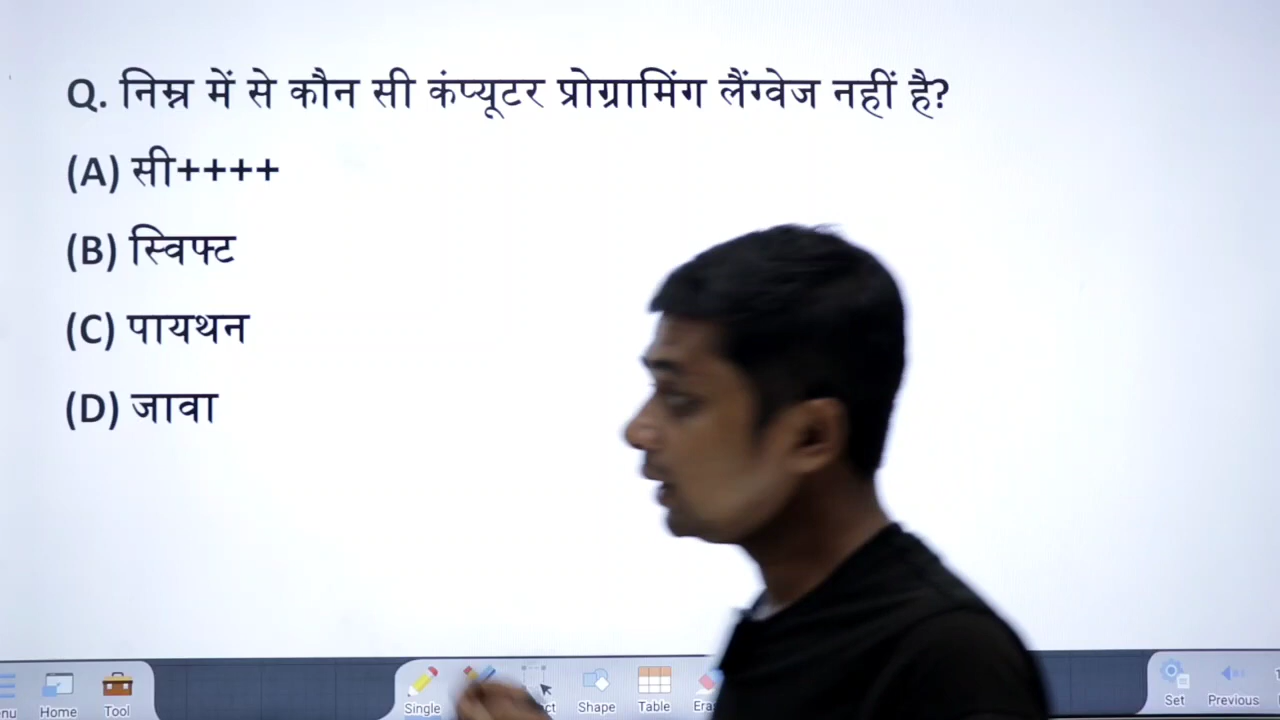 Q. निम्न में से कौन सी कंप्यूटर प्रोग्रामिंग लैंग्वेज नहीं है?
(A) सी++++
(B) स्विफ्ट
(C) पायथन
(D) जावा
Home Tool Single Shape Table Set Previous